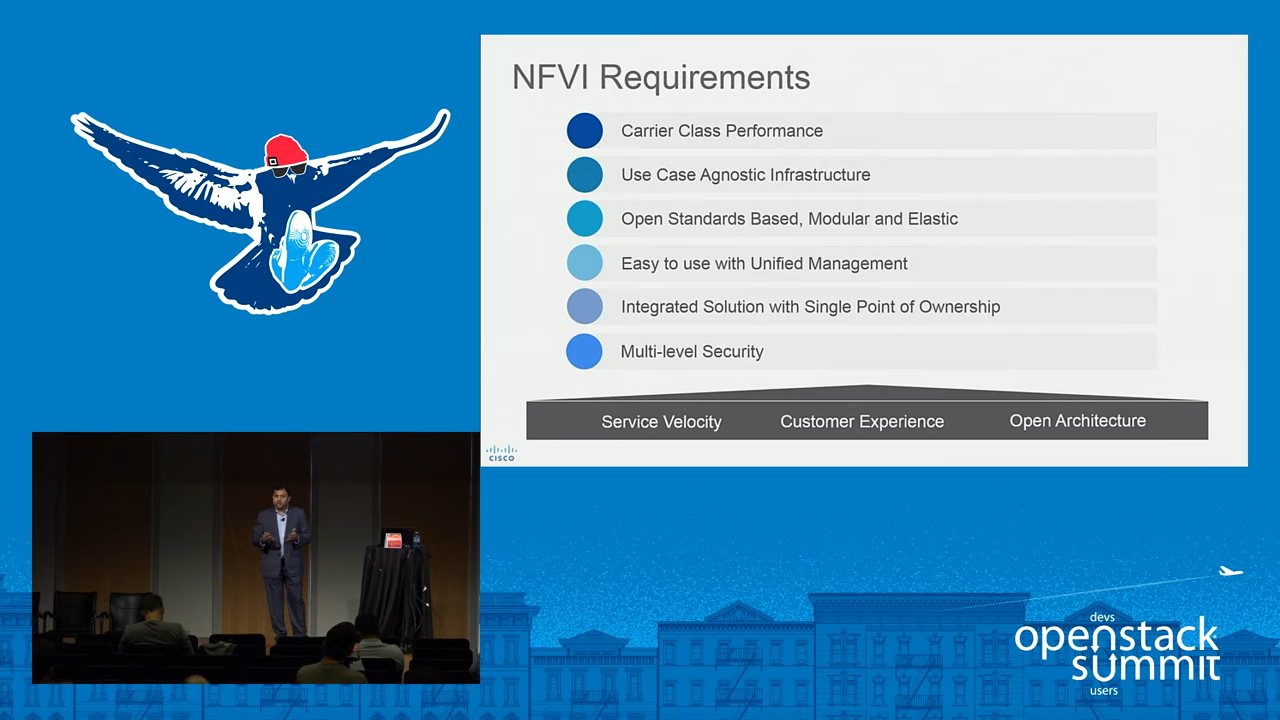 NFVI Requirements
Carrier Class Performance
Use Case Agnostic Infrastructure
Open Standards Based, Modular and Elastic
Easy to use with Unified Management
Integrated Solution with Single Point of Ownership
Multi-level Security
Service Velocity Customer Experience Open Architecture
CISCO
devs
openstack
summit
users